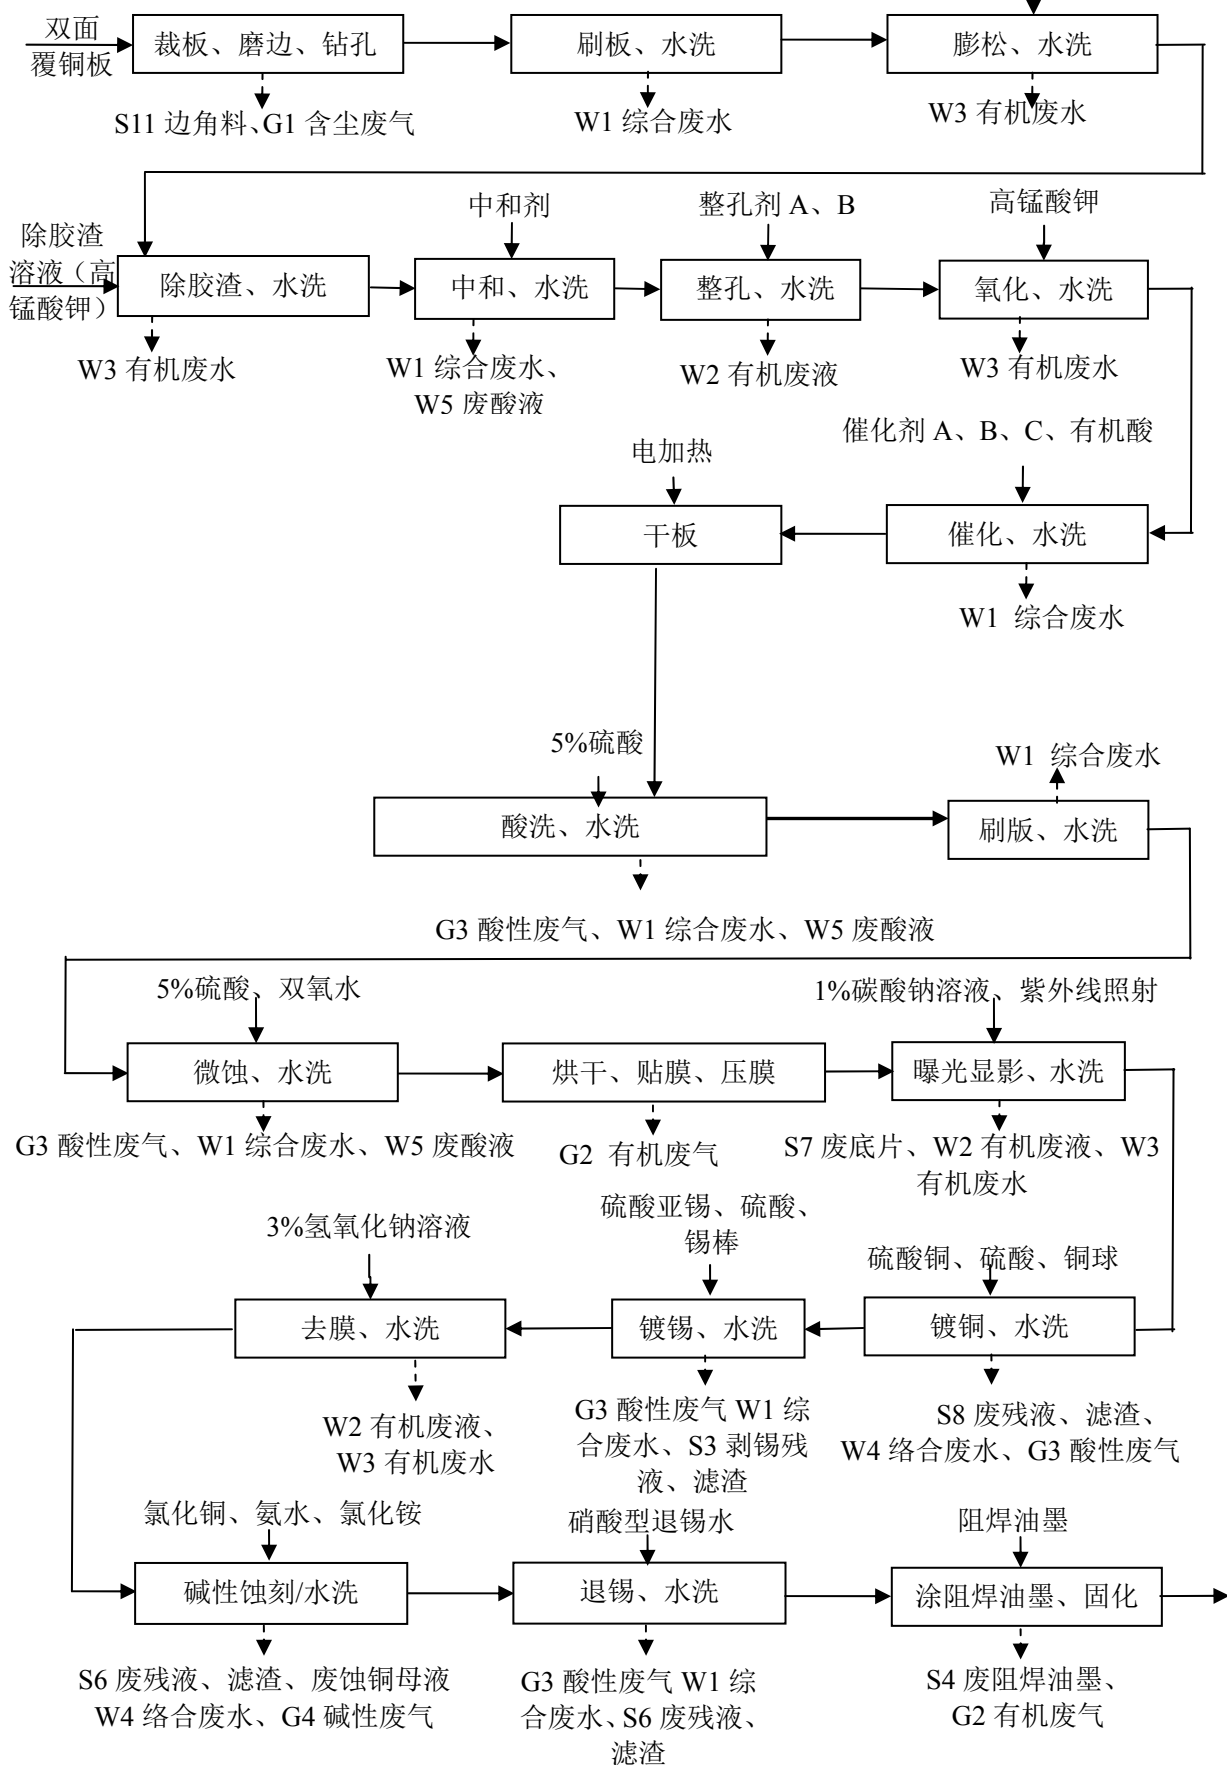 双面
覆铜板
裁板、磨边、钻孔
刷板、水洗
膨松、水洗
S11 边角料、G1 含尘废气
W1 综合废水
W3 有机废水
除胶渣
溶液（高
锰酸钾）
中和剂
整孔剂 A、B
高锰酸钾
除胶渣、水洗
中和、水洗
整孔、水洗
氧化、水洗
W3 有机废水
W1 综合废水、
W5 废酸液
W2 有机废液
W3 有机废水
电加热
催化剂 A、B、C、有机酸
干板
催化、水洗
W1 综合废水
5%硫酸
W1 综合废水
酸洗、水洗
刷版、水洗
G3 酸性废气、W1 综合废水、W5 废酸液
5%硫酸、双氧水
1%碳酸钠溶液、紫外线照射
微蚀、水洗
烘干、贴膜、压膜
曝光显影、水洗
G3 酸性废气、W1 综合废水、W5 废酸液
G2 有机废气
S7 废底片、W2 有机废液、W3
有机废水
3%氢氧化钠溶液
硫酸亚锡、硫酸、
锡棒
硫酸铜、硫酸、铜球
去膜、水洗
镀锡、水洗
镀铜、水洗
W2 有机废液、
W3 有机废水
G3 酸性废气 W1 综
合废水、S3 剥锡残
液、滤渣
S8 废残液、滤渣、
W4 络合废水、G3 酸性废气
氯化铜、氨水、氯化铵
硝酸型退锡水
阻焊油墨
碱性蚀刻/水洗
退锡、水洗
涂阻焊油墨、固化
S6 废残液、滤渣、废蚀铜母液
W4 络合废水、G4 碱性废气
G3 酸性废气 W1 综
合废水、S6 废残液、
滤渣
S4 废阻焊油墨、
G2 有机废气